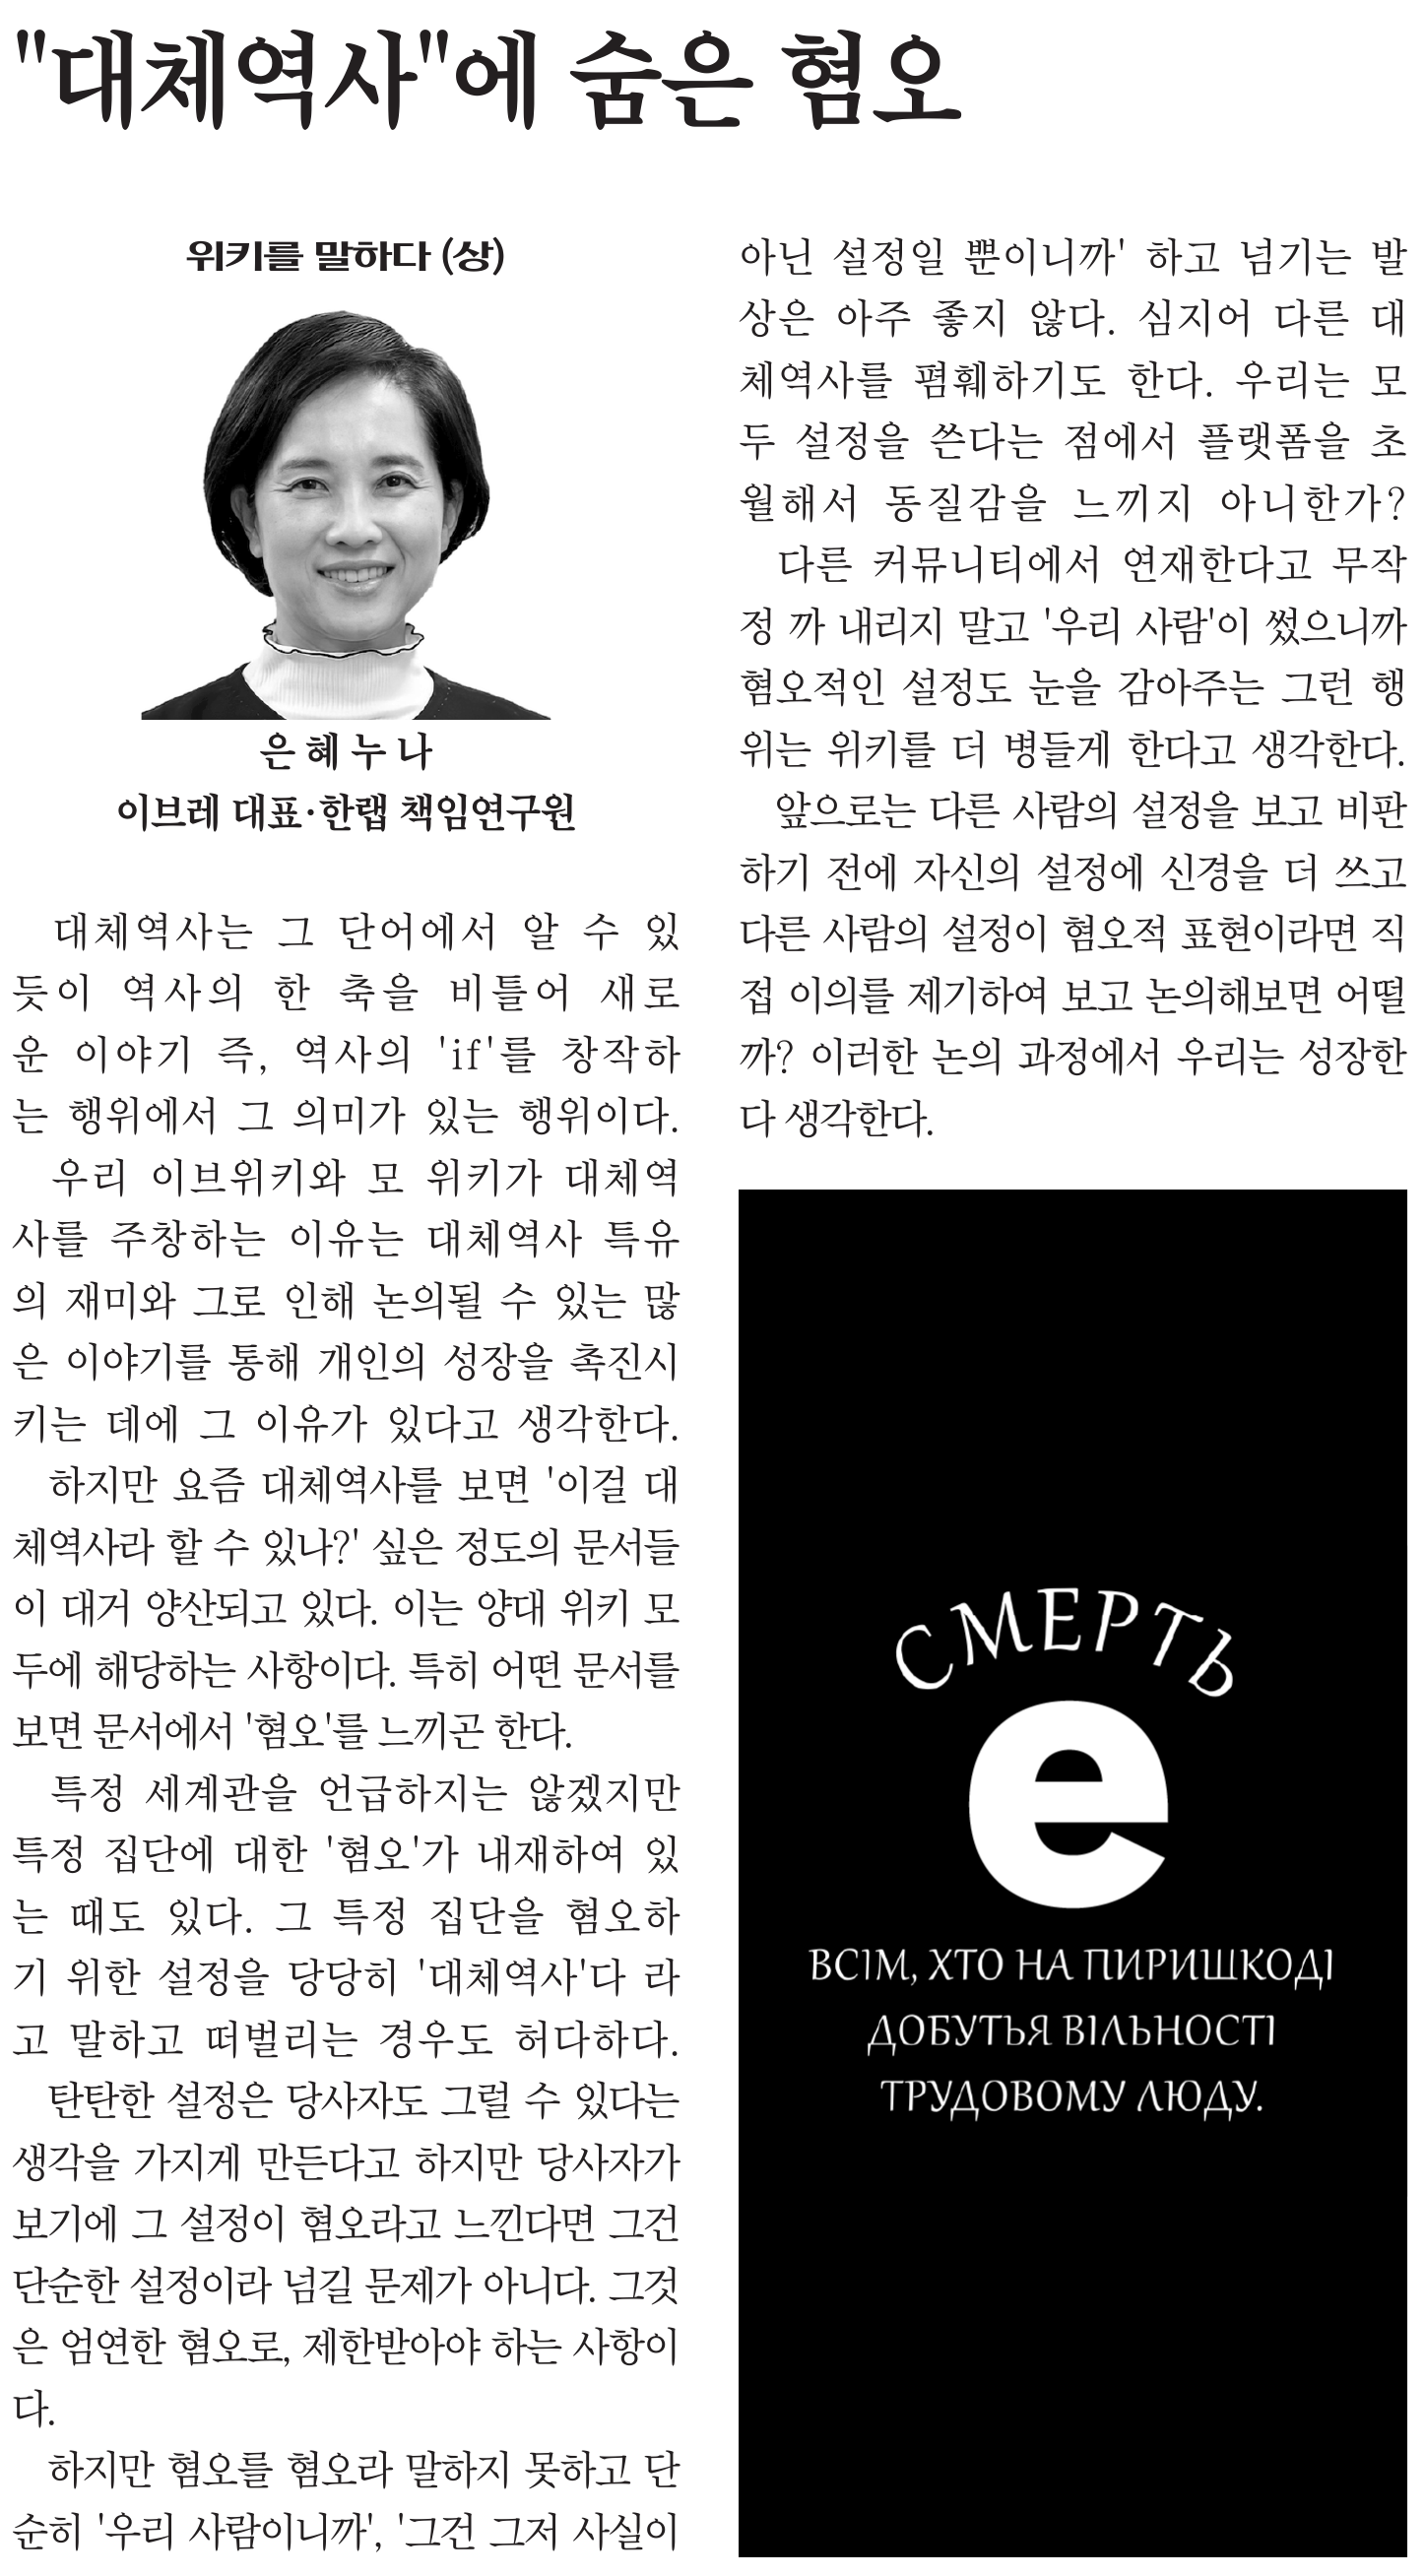 "대체역사"에 숨은 혐오
위키를 말하다 (상)
은 혜 누 나
이브레 대표·한랩 책임연구원
대체역사는 그 단어에서 알 수 있
듯이 역사의 한 축을 비틀어 새로
운 이야기 즉, 역사의 'if'를 창작하
는 행위에서 그 의미가 있는 행위이다.
우리 이브위키와 모 위키가 대체역
사를 주창하는 이유는 대체역사 특유
의 재미와 그로 인해 논의될 수 있는 많
은 이야기를 통해 개인의 성장을 촉진시
키는 데에 그 이유가 있다고 생각한다.
하지만 요즘 대체역사를 보면 '이걸 대
체역사라 할 수 있나?' 싶은 정도의 문서들
이 대거 양산되고 있다. 이는 양대 위키 모
두에 해당하는 사항이다. 특히 어떤 문서를
보면 문서에서 '혐오'를 느끼곤 한다.
특정 세계관을 언급하지는 않겠지만
특정 집단에 대한 '혐오'가 내재하여 있
는 때도 있다. 그 특정 집단을 혐오하
기 위한 설정을 당당히 '대체역사'다 라
고 말하고 떠벌리는 경우도 허다하다.
탄탄한 설정은 당사자도 그럴 수 있다는
생각을 가지게 만든다고 하지만 당사자가
보기에 그 설정이 혐오라고 느낀다면 그건
단순한 설정이라 넘길 문제가 아니다. 그것
은 엄연한 혐오로, 제한받아야 하는 사항이
다.
하지만 혐오를 혐오라 말하지 못하고 단
순히 '우리 사람이니까', '그건 그저 사실이
아닌 설정일 뿐이니까' 하고 넘기는 발
상은 아주 좋지 않다. 심지어 다른 대
체역사를 폄훼하기도 한다. 우리는 모
두 설정을 쓴다는 점에서 플랫폼을 초
월해서 동질감을 느끼지 아니한가?
다른 커뮤니티에서 연재한다고 무작
정 까 내리지 말고 '우리 사람'이 썼으니까
혐오적인 설정도 눈을 감아주는 그런 행
위는 위키를 더 병들게 한다고 생각한다.
앞으로는 다른 사람의 설정을 보고 비판
하기 전에 자신의 설정에 신경을 더 쓰고
다른 사람의 설정이 혐오적 표현이라면 직
접 이의를 제기하여 보고 논의해보면 어떨
까? 이러한 논의 과정에서 우리는 성장한
다 생각한다.
СМЕРТЬ
e
ВСІМ, ХТО НА ПИРИШКОДІ
ДОБУТЬЯ ВІЛЬНОСТІ
ТРУДОВОМУ ЛЮДУ.